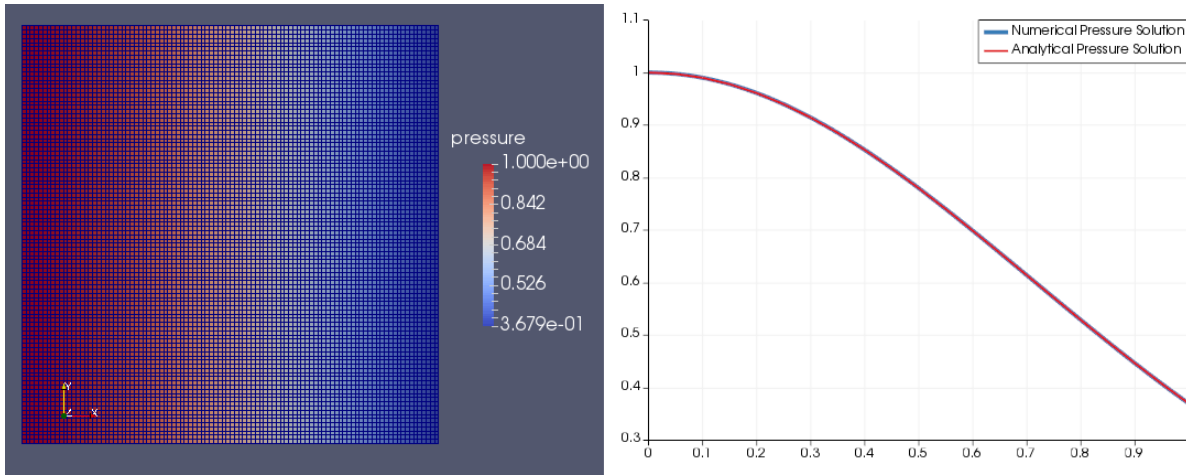 pressure
1.000e+00
0.842
0.684
0.526
3.679e-01
Y
Z X
Numerical Pressure Solution
Analytical Pressure Solution
1.1
1
0.9
0.8
0.7
0.6
0.5
0.4
0.3
0 0.1 0.2 0.3 0.4 0.5 0.6 0.7 0.8 0.9